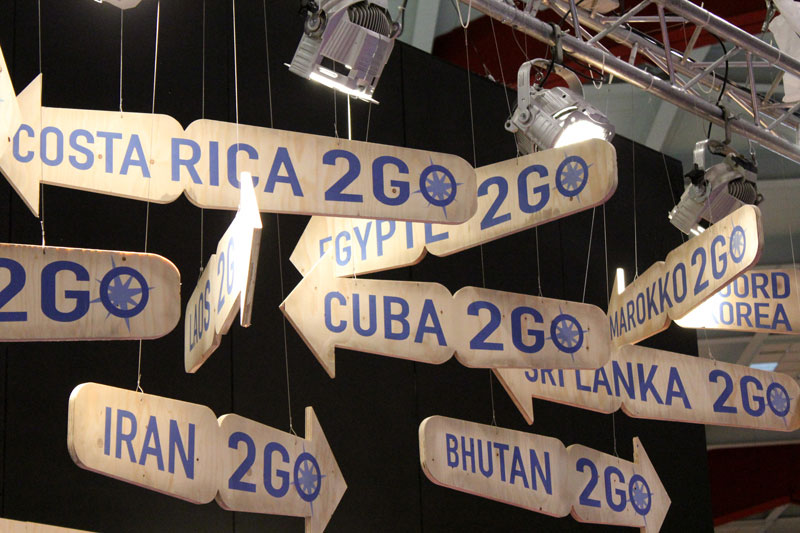 COSTA RICA 2GO
EGYPTE 2GO
2GO
LAOS 2G
CUBA 2GO
MAROKKO 2GO
NOORD
KOREA
SRI LANKA 2GO
IRAN 2GO
BHUTAN 2GO